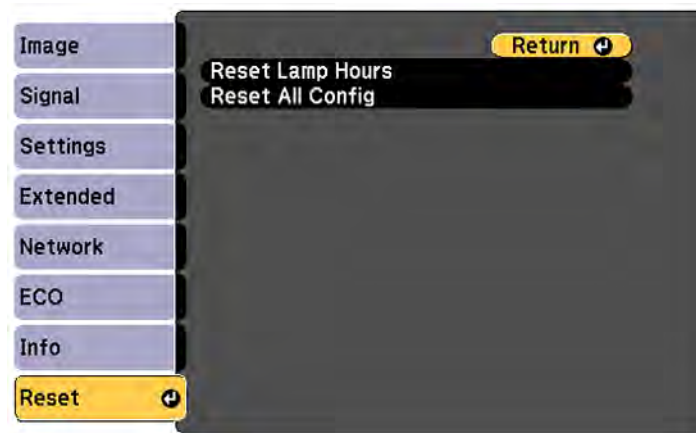 Image
Signal
Settings
Extended
Network
ECO
Info
Reset
Return
Reset Lamp Hours
Reset All Config